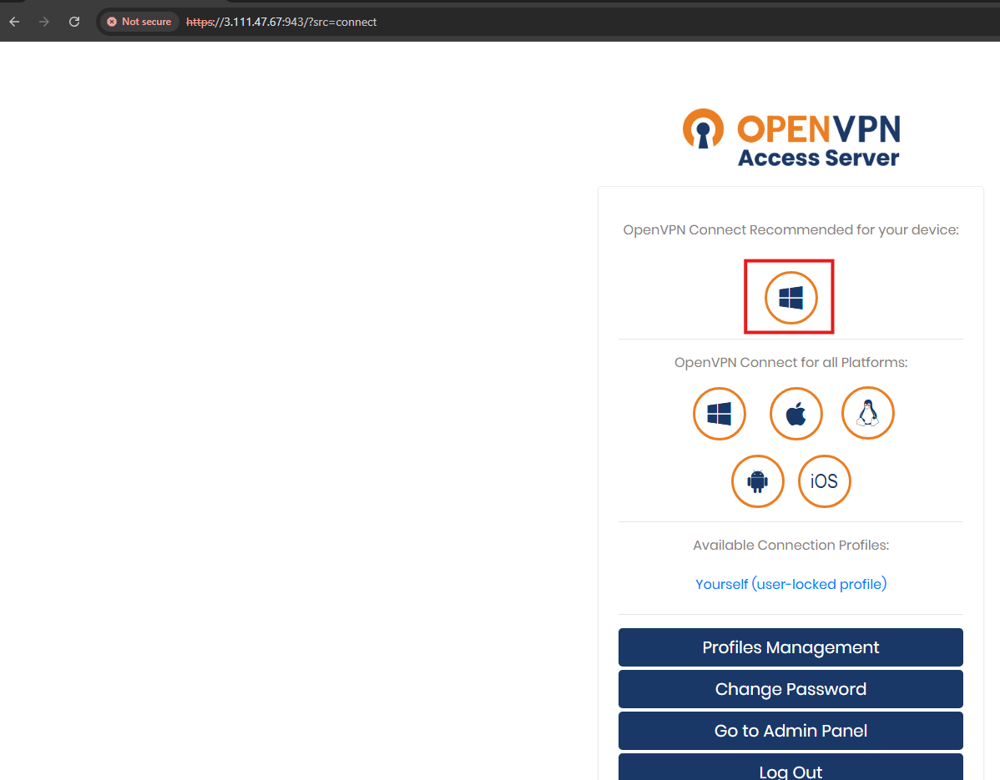 Not secure https://3.111.47.67:943/?src=connect
OPENVPN
Access Server
OpenVPN Connect Recommended for your device:
OpenVPN Connect for all Platforms:
iOS
Available Connection Profiles:
Yourself (user-locked profile)
Profiles Management
Change Password
Go to Admin Panel
Log Out